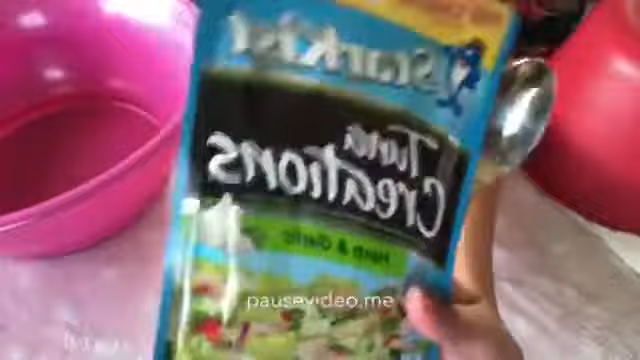 StarKist
Tuna
Creations
Herb & Garlic
pausevideo.me